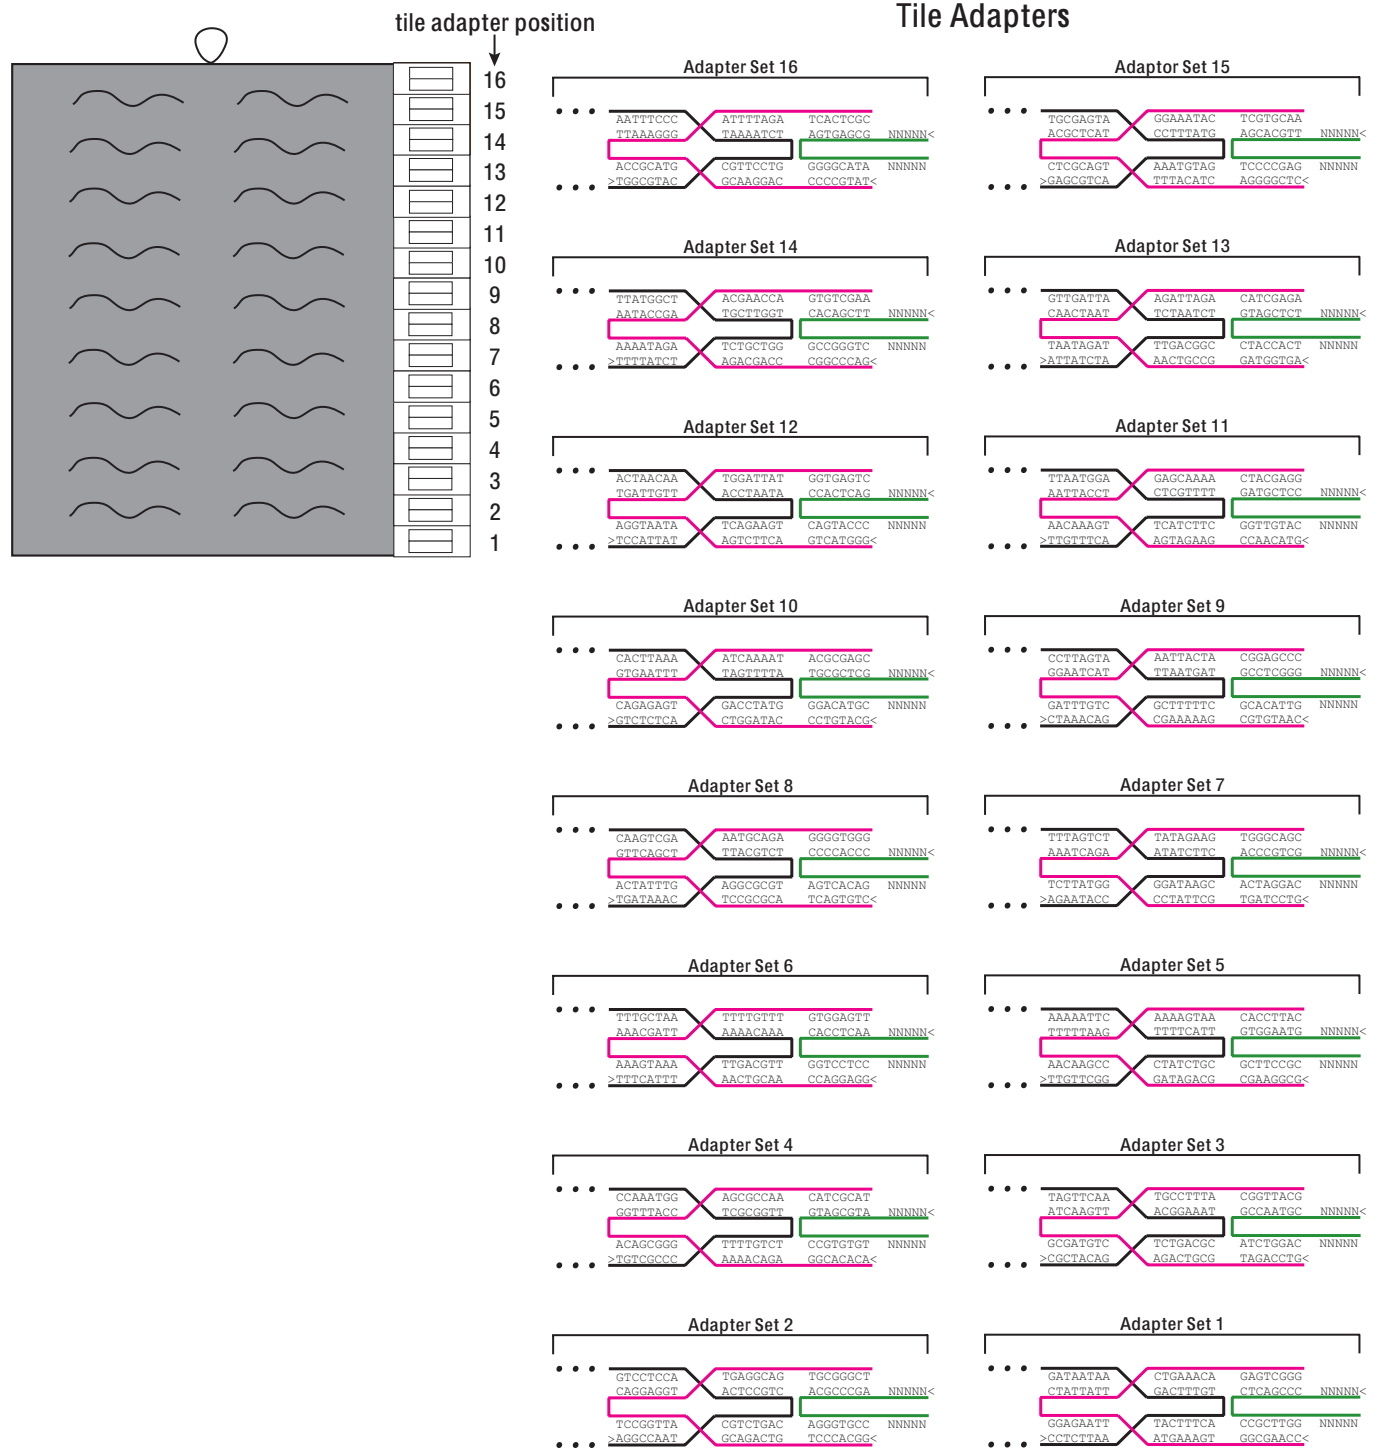 Tile Adapters
tile adapter position
16
15
14
13
12
11
10
9
8
7
6
5
4
3
2
1
Adapter Set 16
AATTTCCC ATTTTAGA TCACTCGC
TTAAAGGG TAAAATCT AGTGAGCG NNNNN<
ACCGCATG CGTTCCTG GGGGCATA NNNNN
>TGGCGTAC GCAAGGAC CCCCGTAT<
Adaptor Set 15
TGCGAGTA GGAAATAC TCGTGCAA
ACGCTCAT CCTTTATG AGCACGTT NNNNN<
CTCGCAGT AAATGTAG TCCCCGAG NNNNN
>GAGCGTCA TTTACATC AGGGGCTC<
Adapter Set 14
TTATGGCT ACGAACCA GTGTCGAA
AATACCGA TGCTTGGT CACAGCTT NNNNN<
AAAATAGA TCTGCTGG GCCGGGTC NNNNN
>TTTTATCT AGACGACC CGGCCCAG<
Adaptor Set 13
GTTGATTA AGATTAGA CATCGAGA
CAACTAAT TCTAATCT GTAGCTCT NNNNN<
TAATAGAT TTGACGGC CTACCACT NNNNN
>ATTATCTA AACTGCCG GATGGTGA<
Adapter Set 12
ACTAACAA TGGATTAT GGTGAGTC
TGATTGTT ACCTAATA CCACTCAG NNNNN<
AGGTAATA TCAGAAGT CAGTACCC NNNNN
>TCCATTAT AGTCTTCA GTCATGGG<
Adapter Set 11
TTAATGGA GAGCAAAA CTACGAGG
AATTACCT CTCGTTTT GATGCTCC NNNNN<
AACAAAGT TCATCTTC GGTTGTAC NNNNN
>TTGTTTCA AGTAGAAG CCAACATG<
Adapter Set 10
CACTTAAA ATCAAAAT ACGCGAGC
GTGAATTT TAGTTTTA TGCGCTCG NNNNN<
CAGAGAGT GACCTATG GGACATGC NNNNN
>GTCTCTCA CTGGATAC CCTGTACG<
Adapter Set 9
CCTTAGTA AATTACTA CGGAGCCC
GGAATCAT TTAATGAT GCCTCGGG NNNNN<
GATTTGTC GCTTTTTC GCACATTG NNNNN
>CTAAACAG CGAAAAAG CGTGTAAC<
Adapter Set 8
CAAGTCGA AATGCAGA GGGGTGGG
GTTCAGCT TTACGTCT CCCCACCC NNNNN<
ACTATTTG AGGCGCGT AGTCACAG NNNNN
>TGATAAAC TCCGCGCA TCAGTGTC<
Adapter Set 7
TTTAGTCT TATAGAAG TGGGCAGC
AAATCAGA ATATCTTC ACCCGTCG NNNNN<
TCTTATGG GGATAAGC ACTAGGAC NNNNN
>AGAATACC CCTATTCG TGATCCTG<
Adapter Set 6
TTTGCTAA TTTTGTTT GTGGAGTT
AAACGATT AAAACAAA CACCTCAA NNNNN<
AAAGTAAA TTGACGTT GGTCCTCC NNNNN
>TTTCATTT AACTGCAA CCAGGAGG<
Adapter Set 5
AAAAATTC AAAAGTAA CACCTTAC
TTTTTAAG TTTTCATT GTGGAATG NNNNN<
AACAAGCC CTATCTGC GCTTCCGC NNNNN
>TTGTTCGG GATAGACG CGAAGGCG<
Adapter Set 4
CCAAATGG AGCGCCAA CATCGCAT
GGTTTACC TCGCGGTT GTAGCGTA NNNNN<
ACAGCGGG TTTTGTCT CCGTGTGT NNNNN
>TGTCGCCC AAAACAGA GGCACACA<
Adapter Set 3
TAGTTCAA TGCCTTTA CGGTTACG
ATCAAGTT ACGGAAAT GCCAATGC NNNNN<
GCGATGTC TCTGACGC ATCTGGAC NNNNN
>CGCTACAG AGACTGCG TAGACCTG<
Adapter Set 2
GTCCTCCA TGAGGCAG TGCGGGCT
CAGGAGGT ACTCCGTC ACGCCCGA NNNNN<
TCCGGTTA CGTCTGAC AGGGTGCC NNNNN
>AGGCCAAT GCAGACTG TCCCACGG<
Adapter Set 1
GATAATAA CTGAAACA GAGTCGGG
CTATTATT GACTTTGT CTCAGCCC NNNNN<
GGAGAATT TACTTTCA CCGCTTGG NNNNN
>CCTCTTAA ATGAAAGT GGCGAACC<